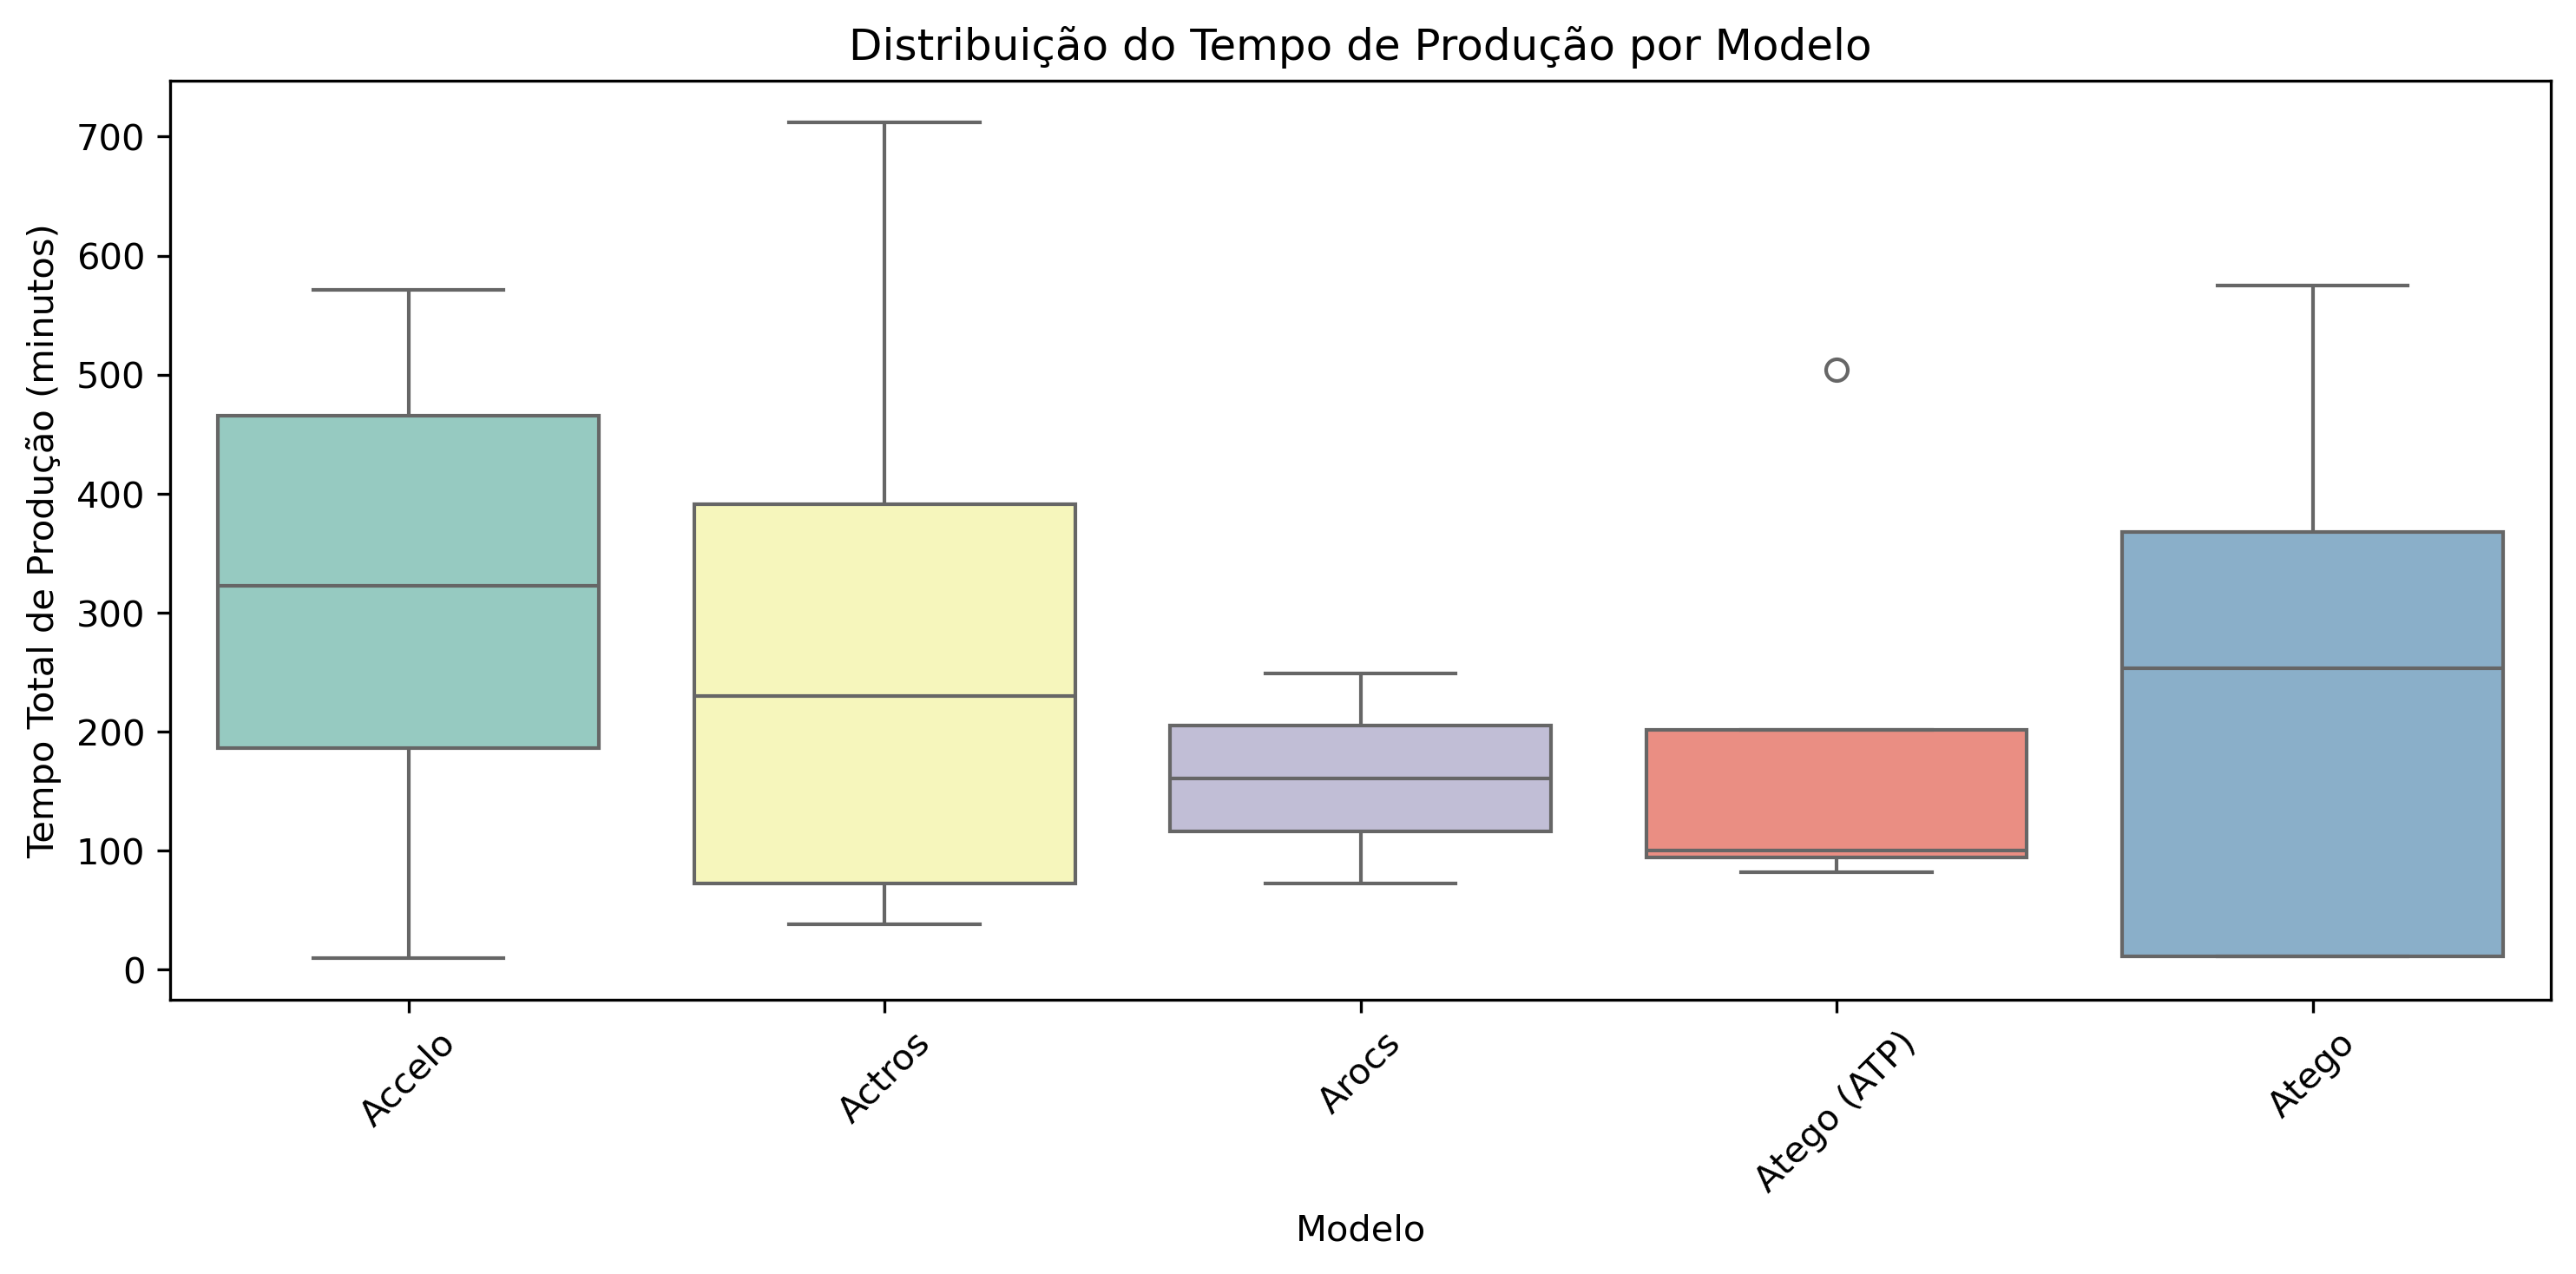 Distribuição do Tempo de Produção por Modelo
Tempo Total de Produção (minutos)
700
600
500
400
300
200
100
0
Accelo
Actros
Arocs
Atego (ATP)
Atego
Modelo